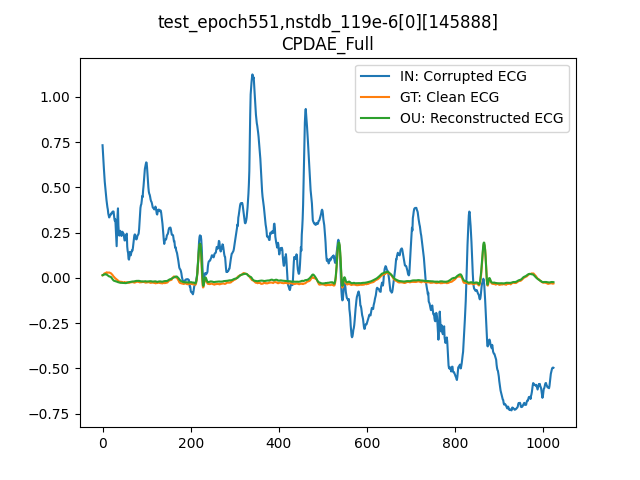 test_epoch551,nstdb_119e-6[0][145888]
CPDAE_Full
IN: Corrupted ECG
GT: Clean ECG
OU: Reconstructed ECG
1.00
0.75
0.50
0.25
0.00
−0.25
−0.50
−0.75
0 200 400 600 800 1000